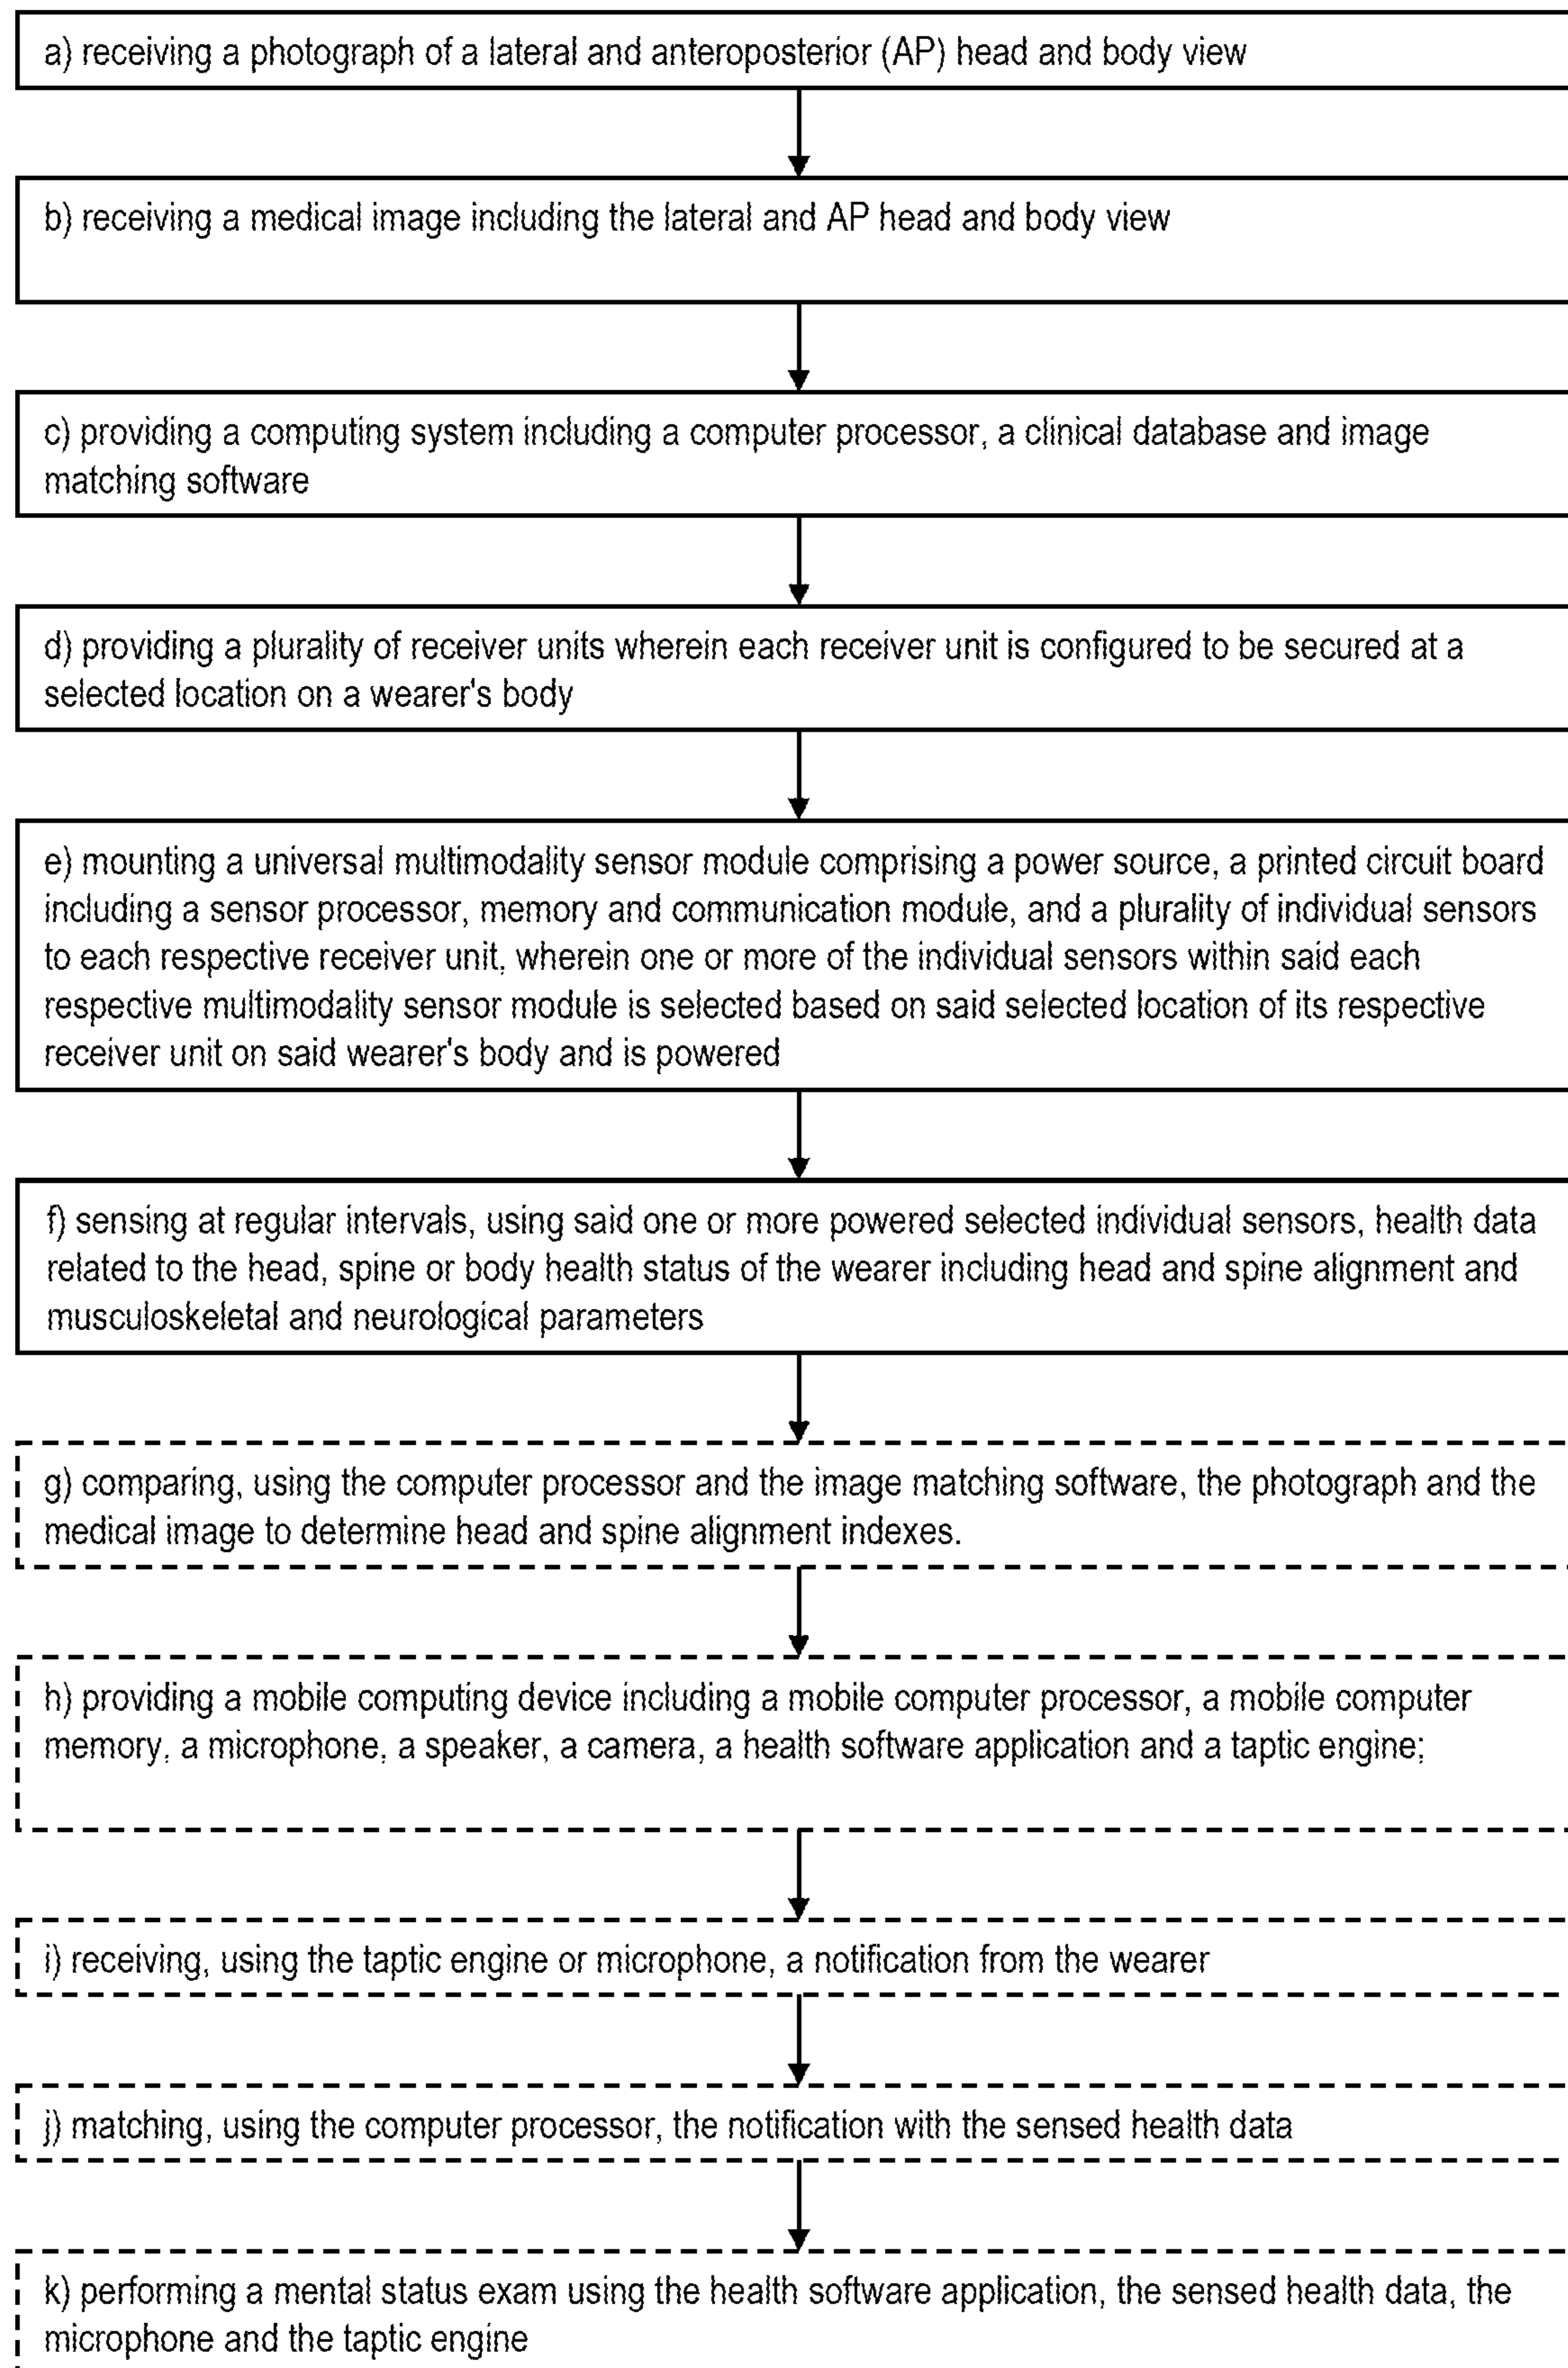 a) receiving a photograph of a lateral and anteroposterior (AP) head and body view
b) receiving a medical image including the lateral and AP head and body view
c) providing a computing system including a computer processor, a clinical database and image
matching software
d) providing a plurality of receiver units wherein each receiver unit is configured to be secured at a
selected location on a wearer's body
e) mounting a universal multimodality sensor module comprising a power source, a printed circuit board
including a sensor processor, memory and communication module, and a plurality of individual sensors
to each respective receiver unit, wherein one or more of the individual sensors within said each
respective multimodality sensor module is selected based on said selected location of its respective
receiver unit on said wearer's body and is powered
f) sensing at regular intervals, using said one or more powered selected individual sensors, health data
related to the head, spine or body health status of the wearer including head and spine alignment and
musculoskeletal and neurological parameters
g) comparing, using the computer processor and the image matching software, the photograph and the
medical image to determine head and spine alignment indexes.
h) providing a mobile computing device including a mobile computer processor, a mobile computer
memory, a microphone, a speaker, a camera, a health software application and a taptic engine;
i) receiving, using the taptic engine or microphone, a notification from the wearer
j) matching, using the computer processor, the notification with the sensed health data
k) performing a mental status exam using the health software application, the sensed health data, the
microphone and the taptic engine